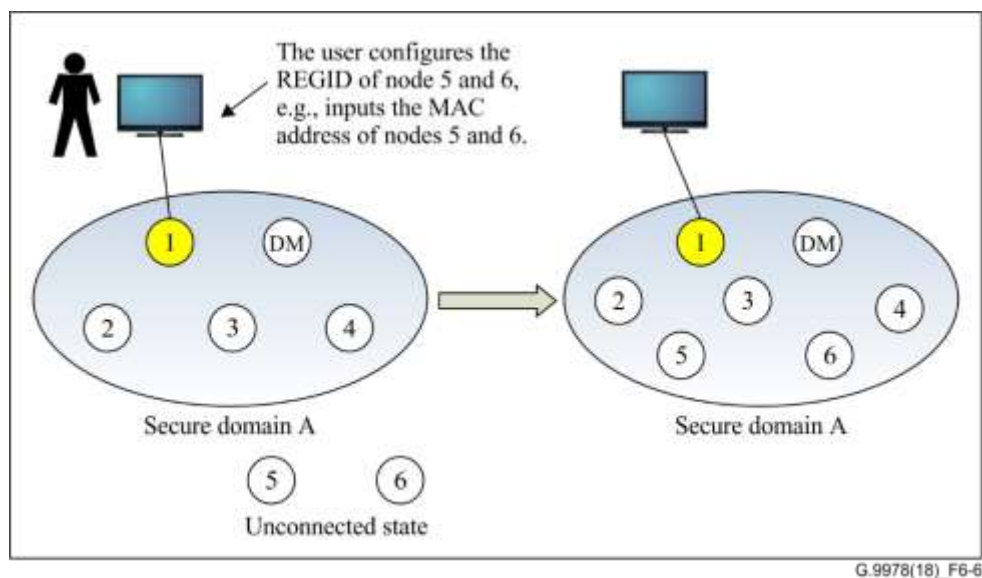 The user configures the
REGID of node 5 and 6,
e.g., inputs the MAC
address of nodes 5 and 6.
1
DM
2
3
4
Secure domain A
5
6
Unconnected state
1
DM
2
3
4
5
6
Secure domain A
G.9978(18)_F6-6